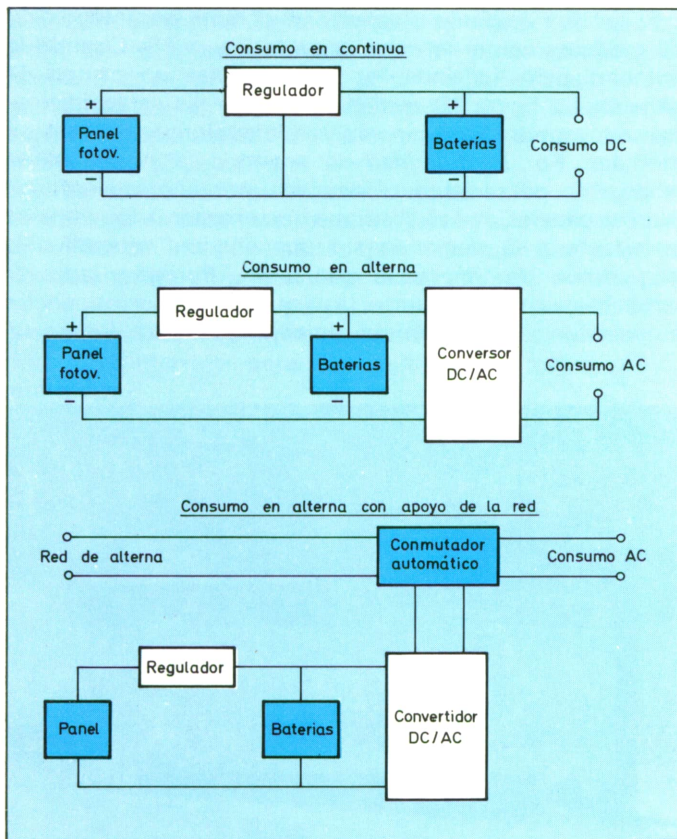 Consumo en continua
Regulador
+
+
Panel
fotov.
Baterías
Consumo DC
−
−
Consumo en alterna
Regulador
+
+
Panel
fotov.
Baterías
Conversor
DC/AC
Consumo AC
−
−
Consumo en alterna con apoyo de la red
Red de alterna
Conmutador
automático
Consumo AC
Regulador
Panel
Baterías
Convertidor
DC/AC